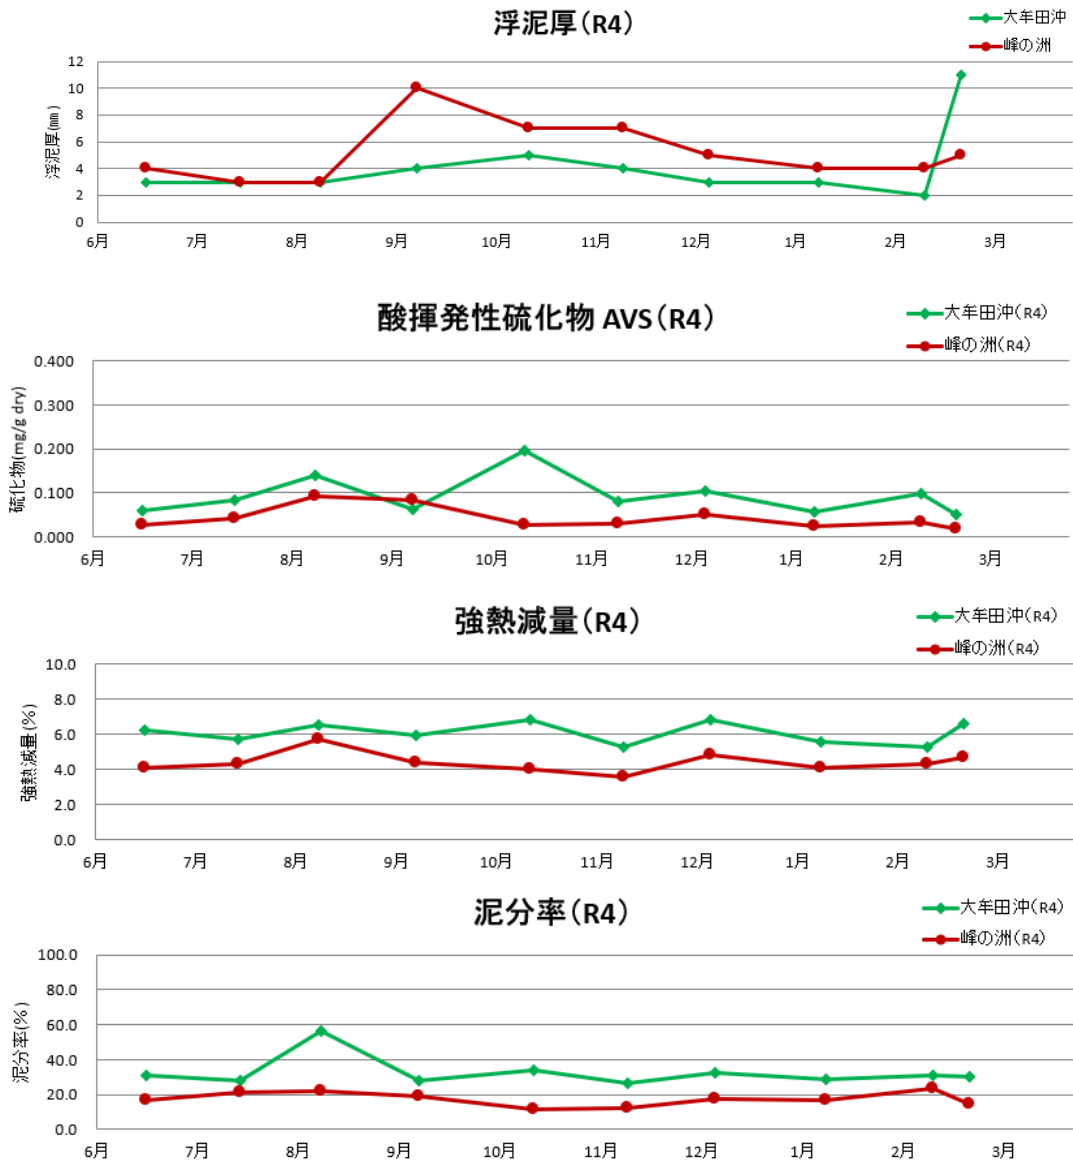 浮泥厚(R4)
大牟田沖
峰の洲
浮泥厚(㎜)
12
10
8
6
4
2
0
6月 7月 8月 9月 10月 11月 12月 1月 2月 3月
酸揮発性硫化物 AVS(R4)
大牟田沖(R4)
峰の洲(R4)
硫化物(mg/g dry)
0.400
0.300
0.200
0.100
0.000
6月 7月 8月 9月 10月 11月 12月 1月 2月 3月
強熱減量(R4)
大牟田沖(R4)
峰の洲(R4)
強熱減量(%)
10.0
8.0
6.0
4.0
2.0
0.0
6月 7月 8月 9月 10月 11月 12月 1月 2月 3月
泥分率(R4)
大牟田沖(R4)
峰の洲(R4)
泥分率(%)
100.0
80.0
60.0
40.0
20.0
0.0
6月 7月 8月 9月 10月 11月 12月 1月 2月 3月